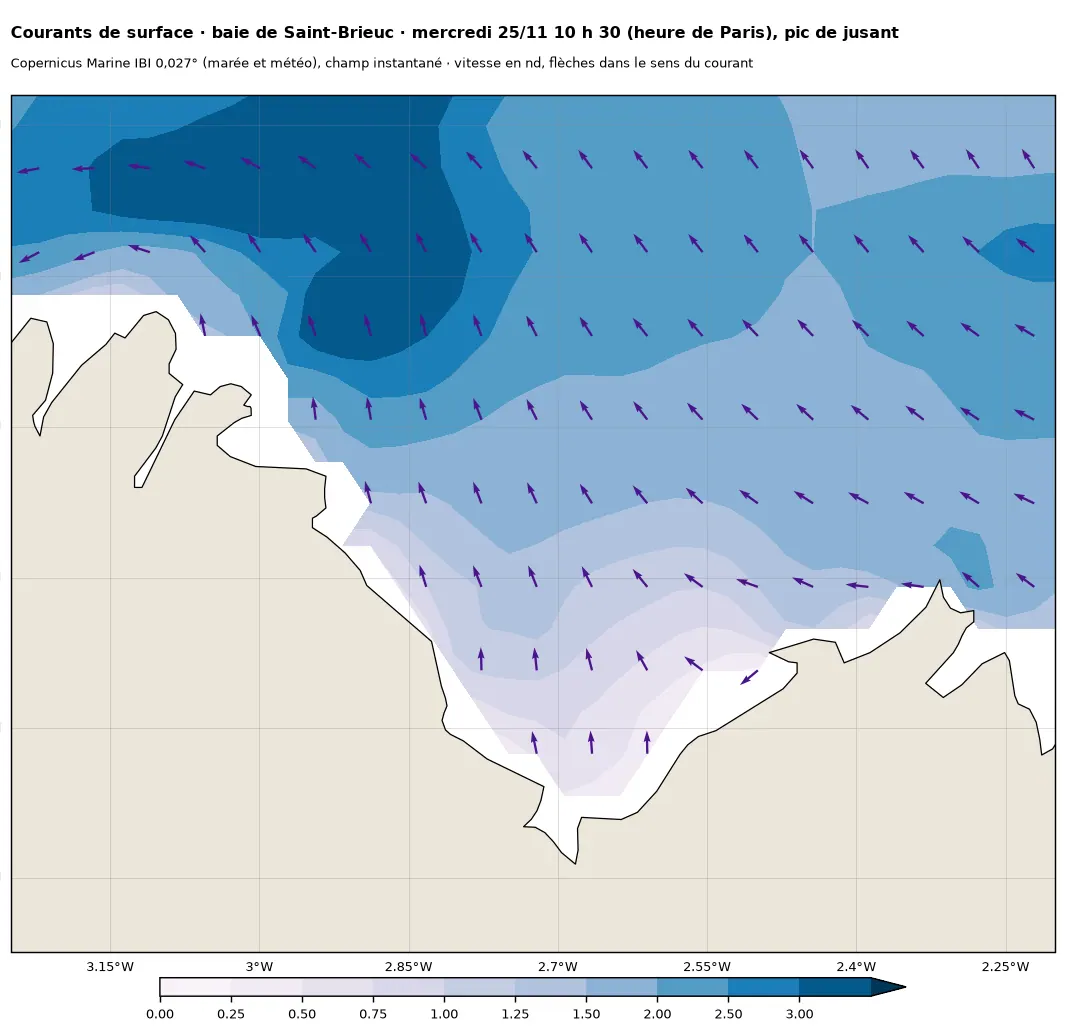 Courants de surface · baie de Saint-Brieuc · mercredi 25/11 10 h 30 (heure de Paris), pic de jusant
Copernicus Marine IBI 0,027° (marée et météo), champ instantané · vitesse en nd, flèches dans le sens du courant
3.15°W 3°W 2.85°W 2.7°W 2.55°W 2.4°W 2.25°W
0.00 0.25 0.50 0.75 1.00 1.25 1.50 2.00 2.50 3.00